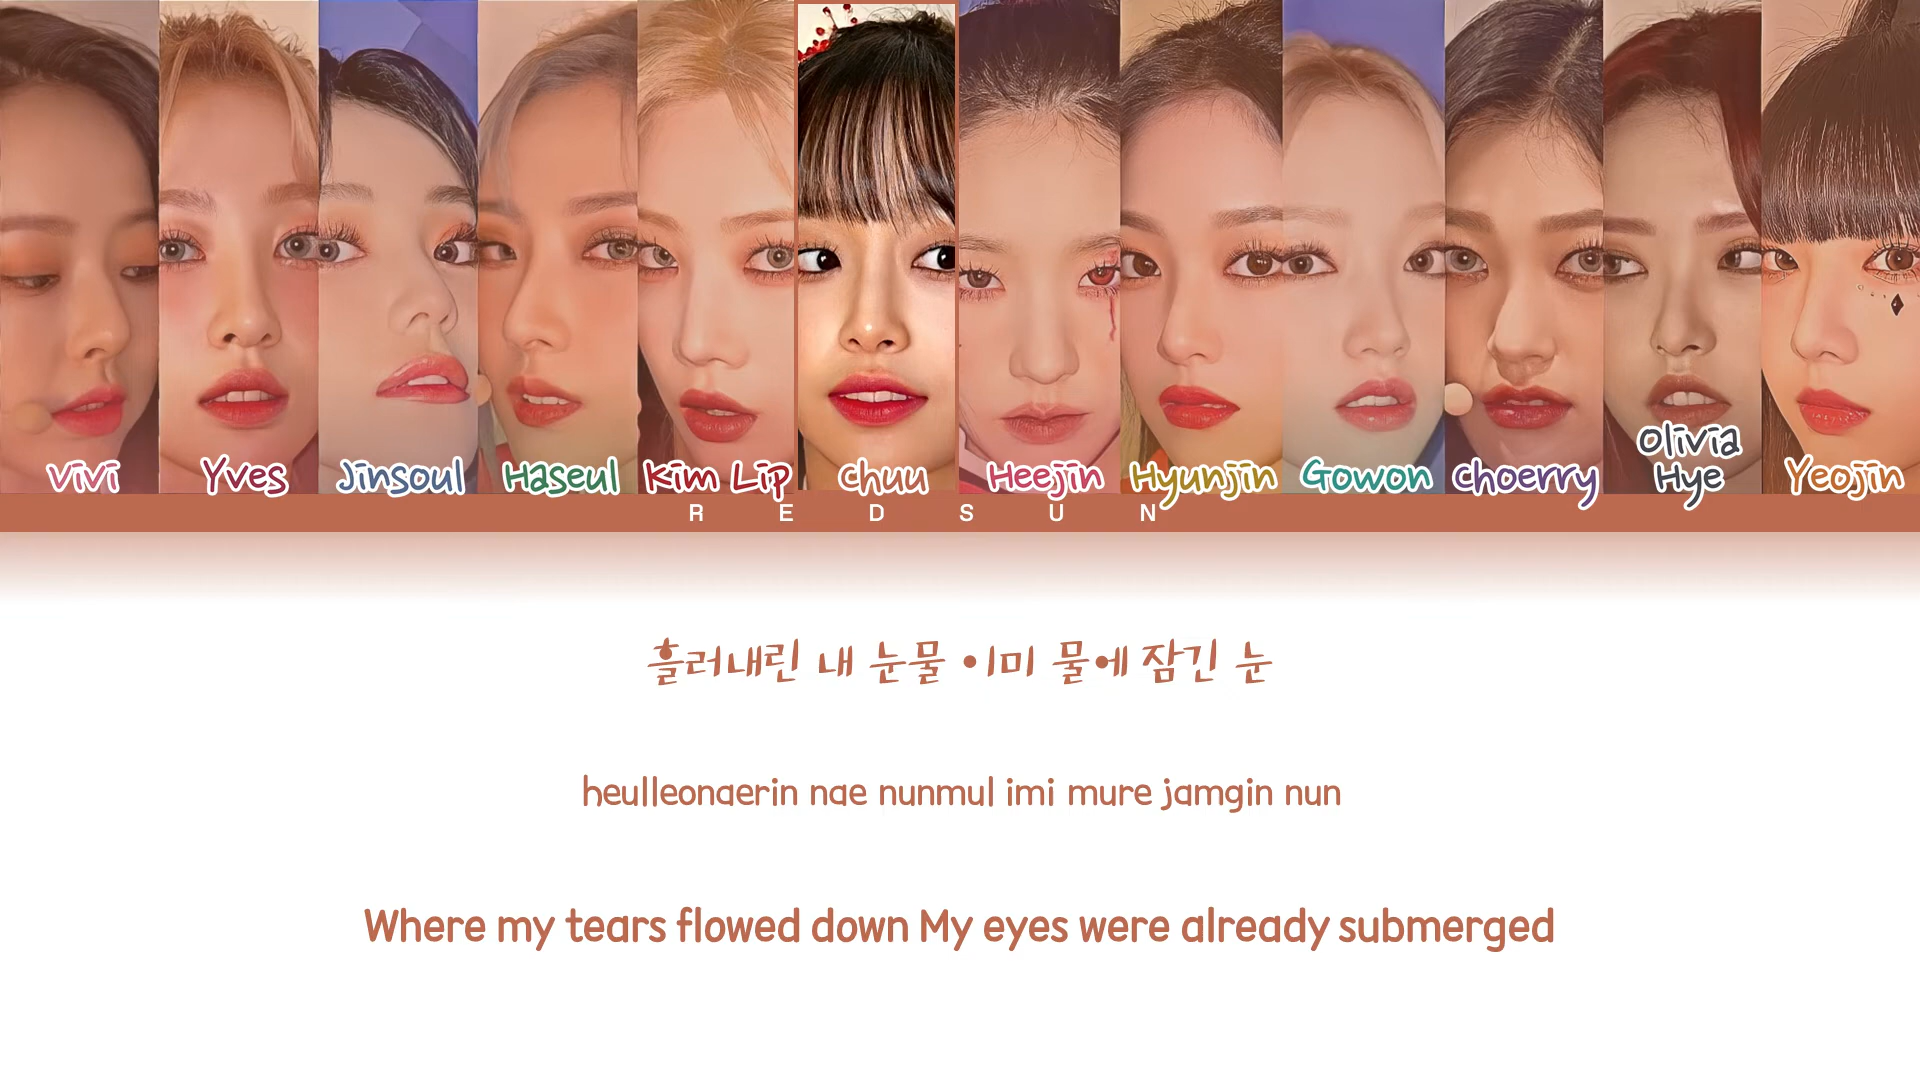 ViVi Yves Jinsoul Haseul Kim Lip Chuu Heejin Hyunjin Gowon Choerry Olivia Hye Yeojin
REDSUN
흘러내린 내 눈물 이미 물에 잠긴 눈
heulleonaerin nae nunmul imi mure jamgin nun
Where my tears flowed down My eyes were already submerged